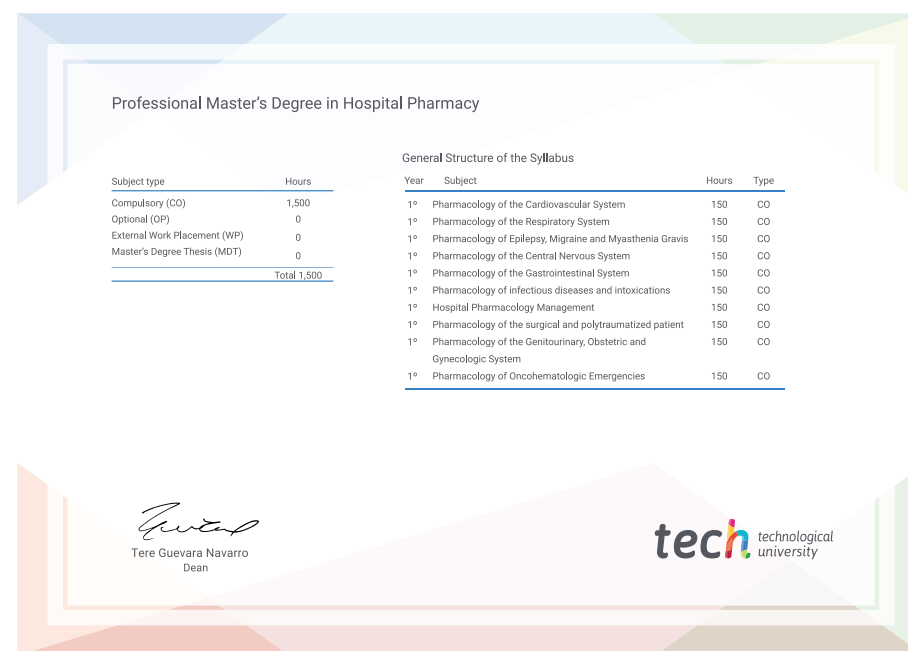 Professional Master's Degree in Hospital Pharmacy
General Structure of the Syllabus
Subject type Hours
Compulsory (CO) 1,500
Optional (OP) 0
External Work Placement (WP) 0
Master's Degree Thesis (MDT) 0
Total 1,500
Year Subject Hours Type
1º Pharmacology of the Cardiovascular System 150 CO
1º Pharmacology of the Respiratory System 150 CO
1º Pharmacology of Epilepsy, Migraine and Myasthenia Gravis 150 CO
1º Pharmacology of the Central Nervous System 150 CO
1º Pharmacology of the Gastrointestinal System 150 CO
1º Pharmacology of infectious diseases and intoxications 150 CO
1º Hospital Pharmacology Management 150 CO
1º Pharmacology of the surgical and polytraumatized patient 150 CO
1º Pharmacology of the Genitourinary, Obstetric and 150 CO
Gynecologic System
1º Pharmacology of Oncohematologic Emergencies 150 CO
Tere Guevara Navarro
Dean
tech technological
university